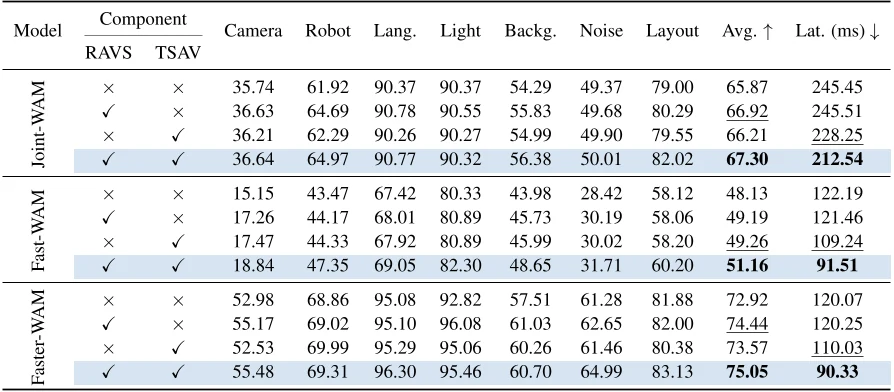 Model Component Camera Robot Lang. Light Backg. Noise Layout Avg. ↑ Lat. (ms) ↓
RAVS TSAV
Joint-WAM
× × 35.74 61.92 90.37 90.37 54.29 49.37 79.00 65.87 245.45
✓ × 36.63 64.69 90.78 90.55 55.83 49.68 80.29 66.92 245.51
× ✓ 36.21 62.29 90.26 90.27 54.99 49.90 79.55 66.21 228.25
✓ ✓ 36.64 64.97 90.77 90.32 56.38 50.01 82.02 67.30 212.54
Fast-WAM
× × 15.15 43.47 67.42 80.33 43.98 28.42 58.12 48.13 122.19
✓ × 17.26 44.17 68.01 80.89 45.73 30.19 58.06 49.19 121.46
× ✓ 17.47 44.33 67.92 80.89 45.99 30.02 58.20 49.26 109.24
✓ ✓ 18.84 47.35 69.05 82.30 48.65 31.71 60.20 51.16 91.51
Faster-WAM
× × 52.98 68.86 95.08 92.82 57.51 61.28 81.88 72.92 120.07
✓ × 55.17 69.02 95.10 96.08 61.03 62.65 82.00 74.44 120.25
× ✓ 52.53 69.99 95.29 95.06 60.26 61.46 80.38 73.57 110.03
✓ ✓ 55.48 69.31 96.30 95.46 60.70 64.99 83.13 75.05 90.33